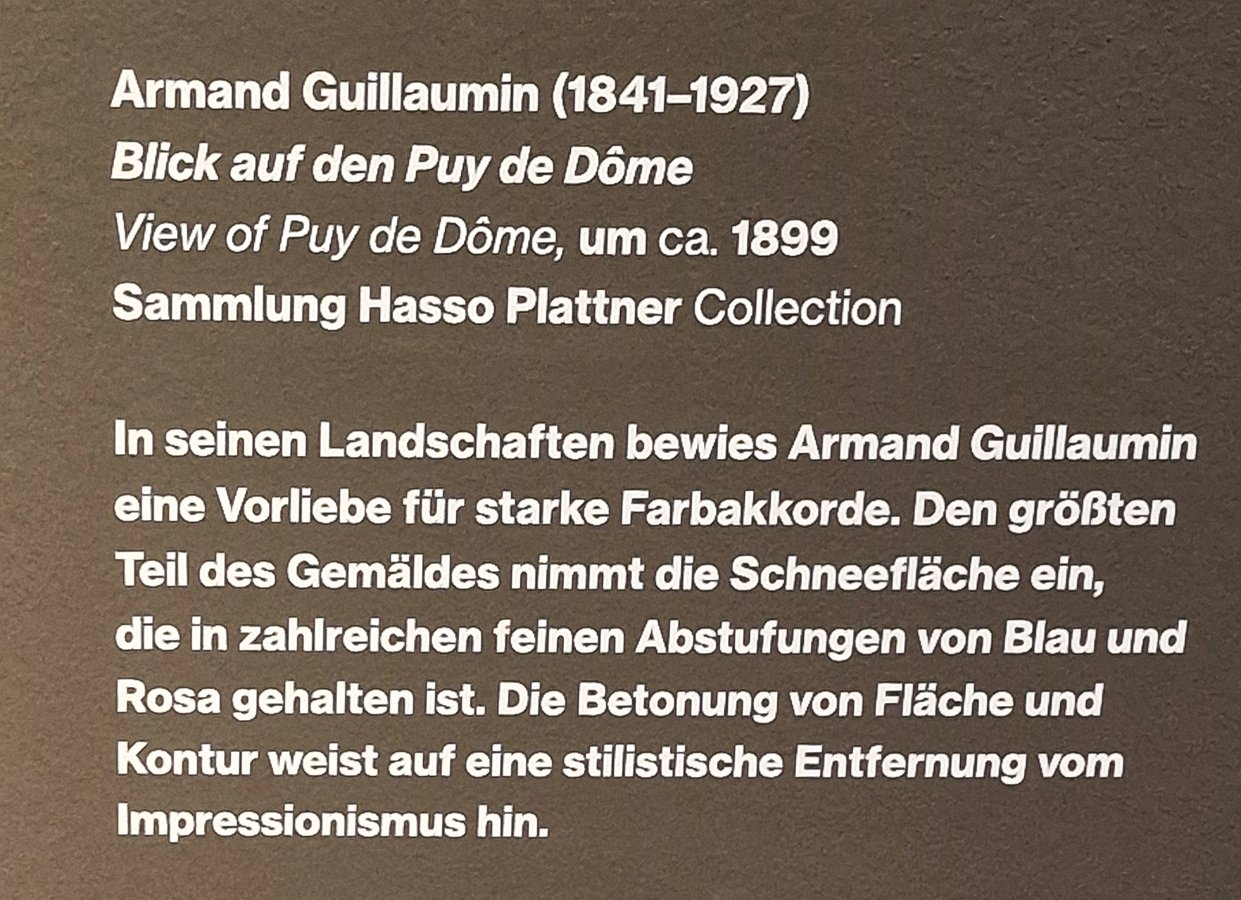 Armand Guillaumin (1841–1927)
Blick auf den Puy de Dôme
View of Puy de Dôme, um ca. 1899
Sammlung Hasso Plattner Collection
In seinen Landschaften bewies Armand Guillaumin
eine Vorliebe für starke Farbakkorde. Den größten
Teil des Gemäldes nimmt die Schneefläche ein,
die in zahlreichen feinen Abstufungen von Blau und
Rosa gehalten ist. Die Betonung von Fläche und
Kontur weist auf eine stilistische Entfernung vom
Impressionismus hin.